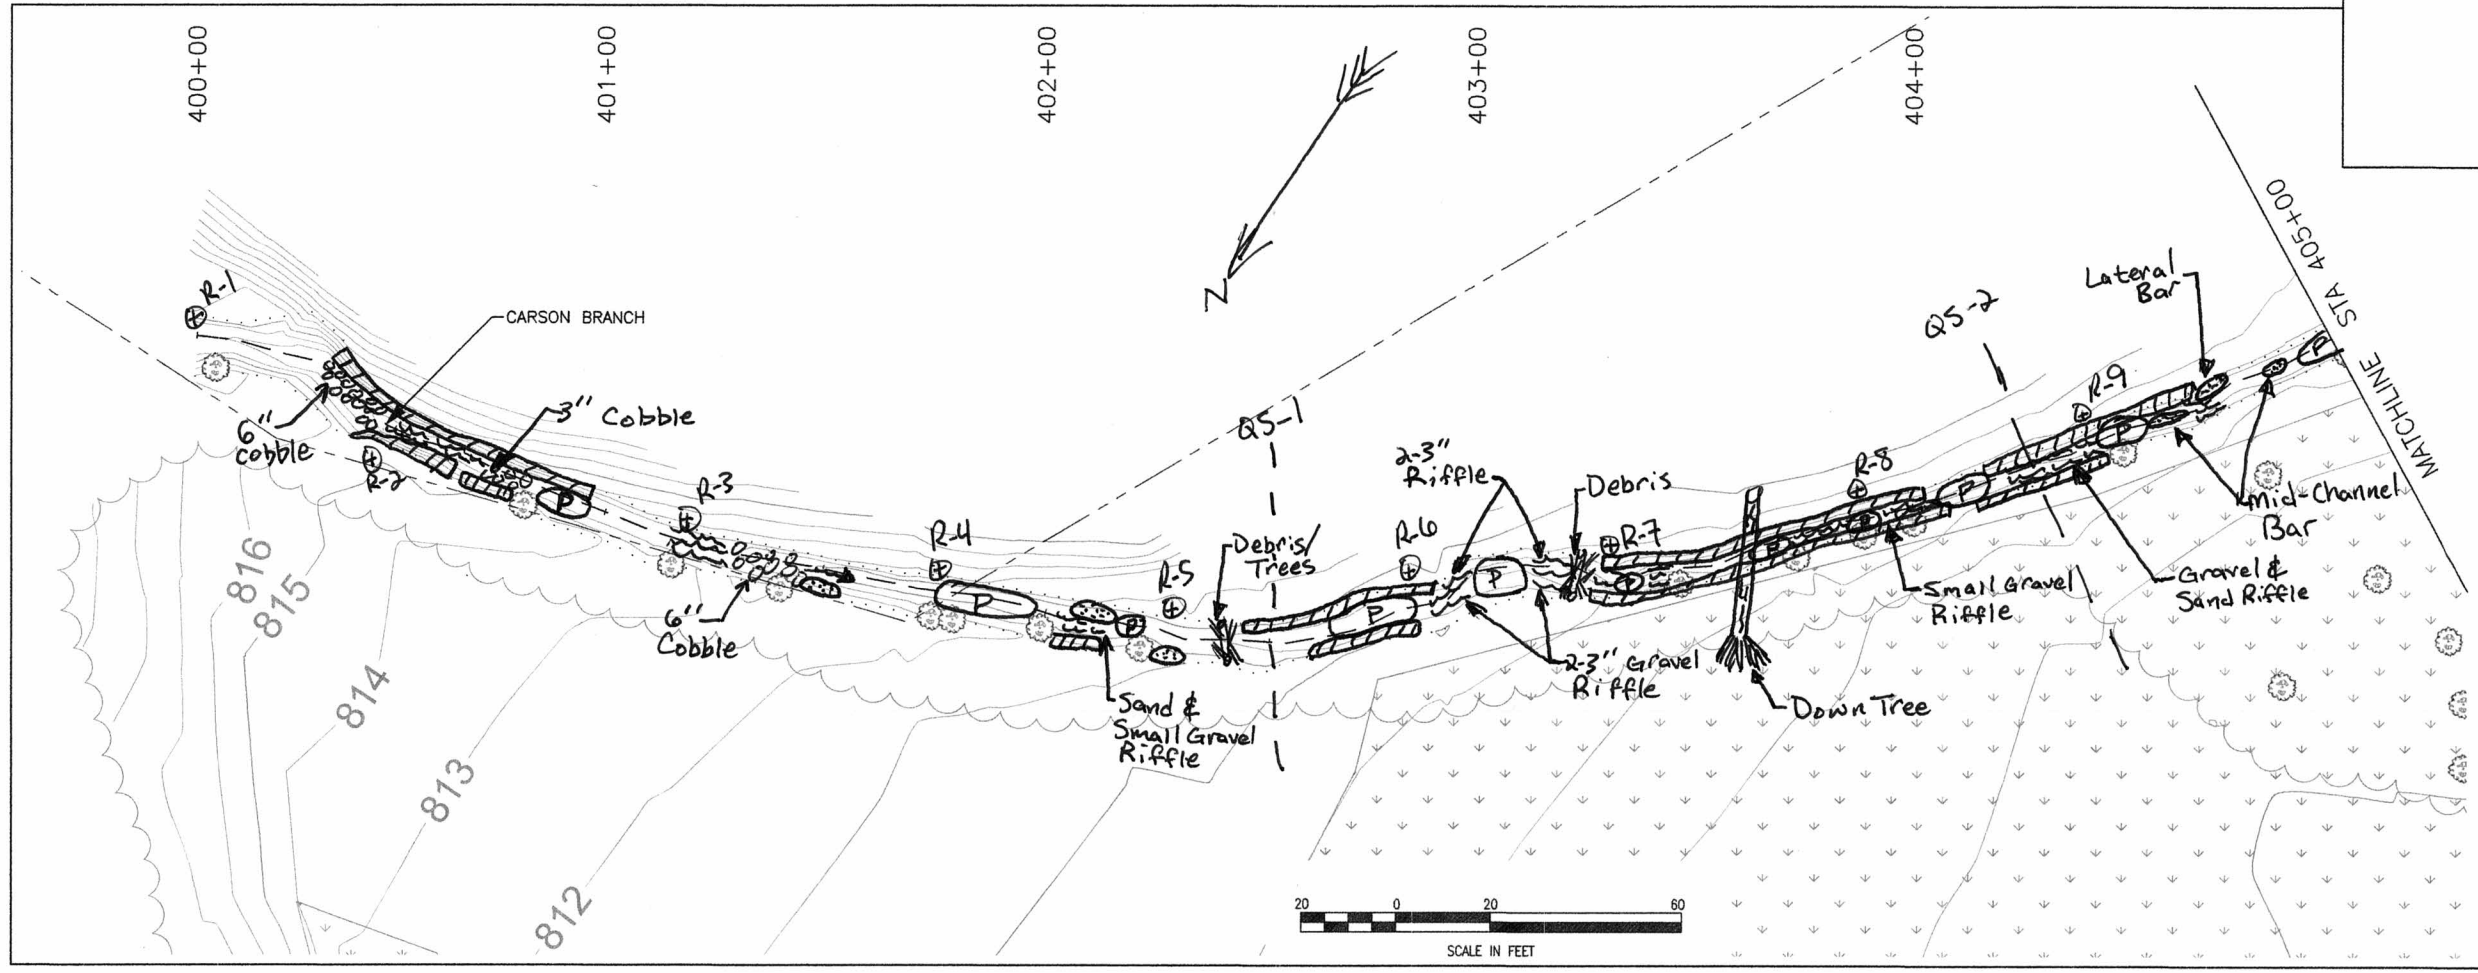 400+00
401+00
402+00
403+00
404+00
STA 405+00
MATCHLINE
R-1
CARSON BRANCH
6"
Cobble
3" Cobble
R-2
R-3
6"
Cobble
R-4
R-5
N
QS-1
Debris/
Trees
Sand &
Small Gravel
Riffle
2-3"
Riffle
R-6
Debris
R-7
2-3" Gravel
Riffle
Down Tree
R-8
Small Gravel
Riffle
QS-2
R-9
Gravel &
Sand Riffle
Lateral
Bar
Mid-Channel
Bar
P
P
P
P
P
P
P
P
P
P
P
816
815
814
813
812
20 0 20 60
SCALE IN FEET